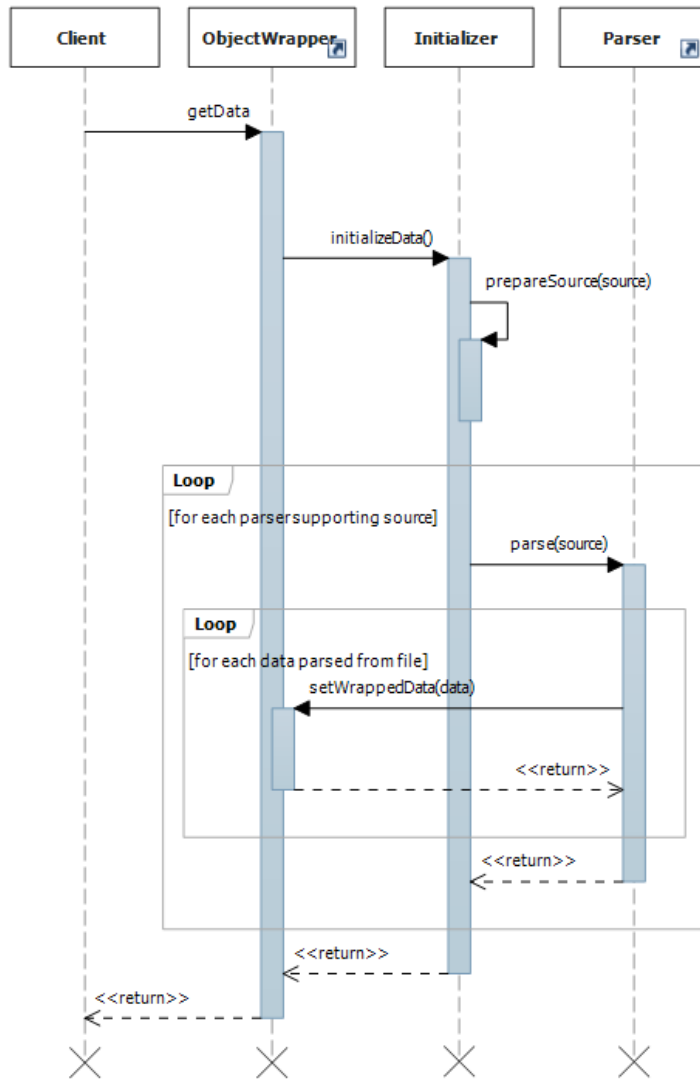 Client
ObjectWrapper
Initializer
Parser
getData
initializeData()
prepareSource(source)
Loop
[for each parser supporting source]
parse(source)
Loop
[for each data parsed from file]
setWrappedData(data)
<<return>>
<<return>>
<<return>>
<<return>>